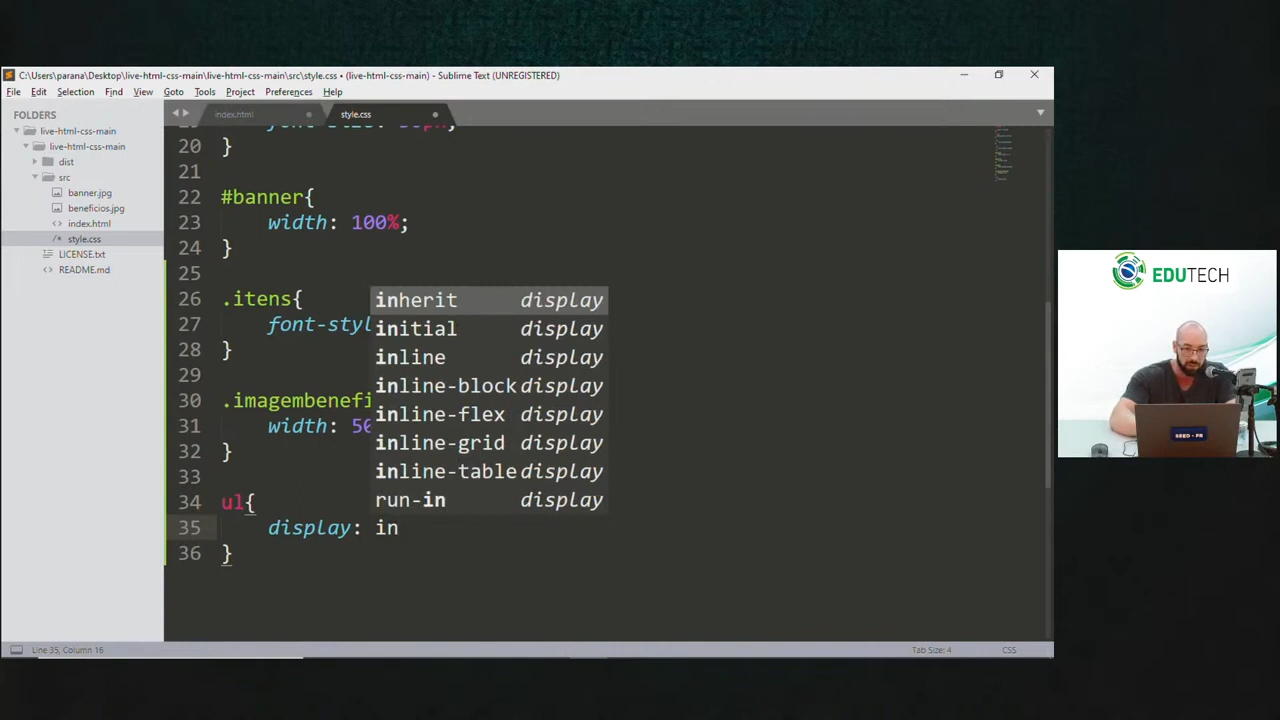 C:\Users\parana\Desktop\live-html-css-main\live-html-css-main\src\style.css • (live-html-css-main) - Sublime Text (UNREGISTERED)
File Edit Selection Find View Goto Tools Project Preferences Help
FOLDERS
live-html-css-main
live-html-css-main
dist
src
banner.jpg
beneficios.jpg
<> index.html
/* style.css
LICENSE.txt
<> README.md
index.html
style.css
20 }
21
22 #banner{
23 width: 100%;
24 }
25
26 .itens{
27 font-styl
28 }
29
30 .imagembenefi
31 width: 50
32 }
33
34 ul{
35 display: in
36 }
inherit display
initial display
inline display
inline-block display
inline-flex display
inline-grid display
inline-table display
run-in display
Line 35, Column 16
Tab Size: 4
CSS
EDUTECH
SEED - PR